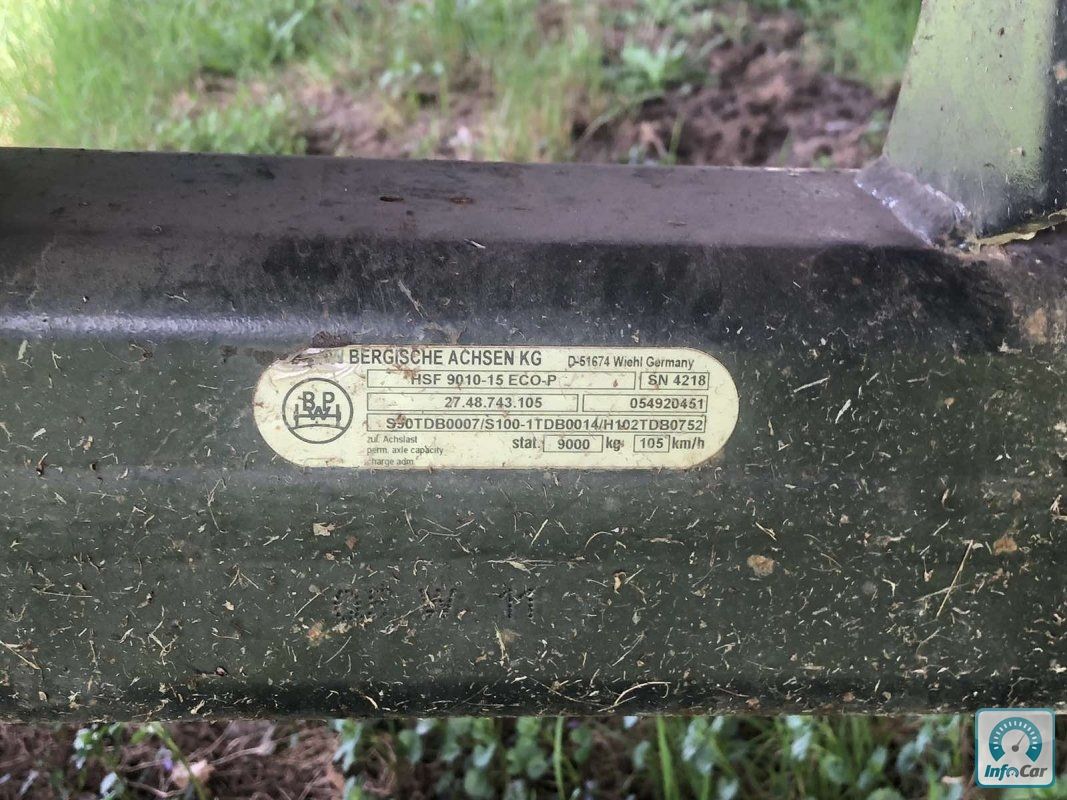 BERGISCHE ACHSEN KG D-51674 Wiehl Germany
BPW
HSF 9010-15 ECO-P SN 4218
27.48.743.105 054920451
S90TDB0007/S100-1TDB0014/H102TDB0752
zul. Achslast
perm. axle capacity
charge adm.
stat. 9000 kg 105 km/h
W 11
InfoCar